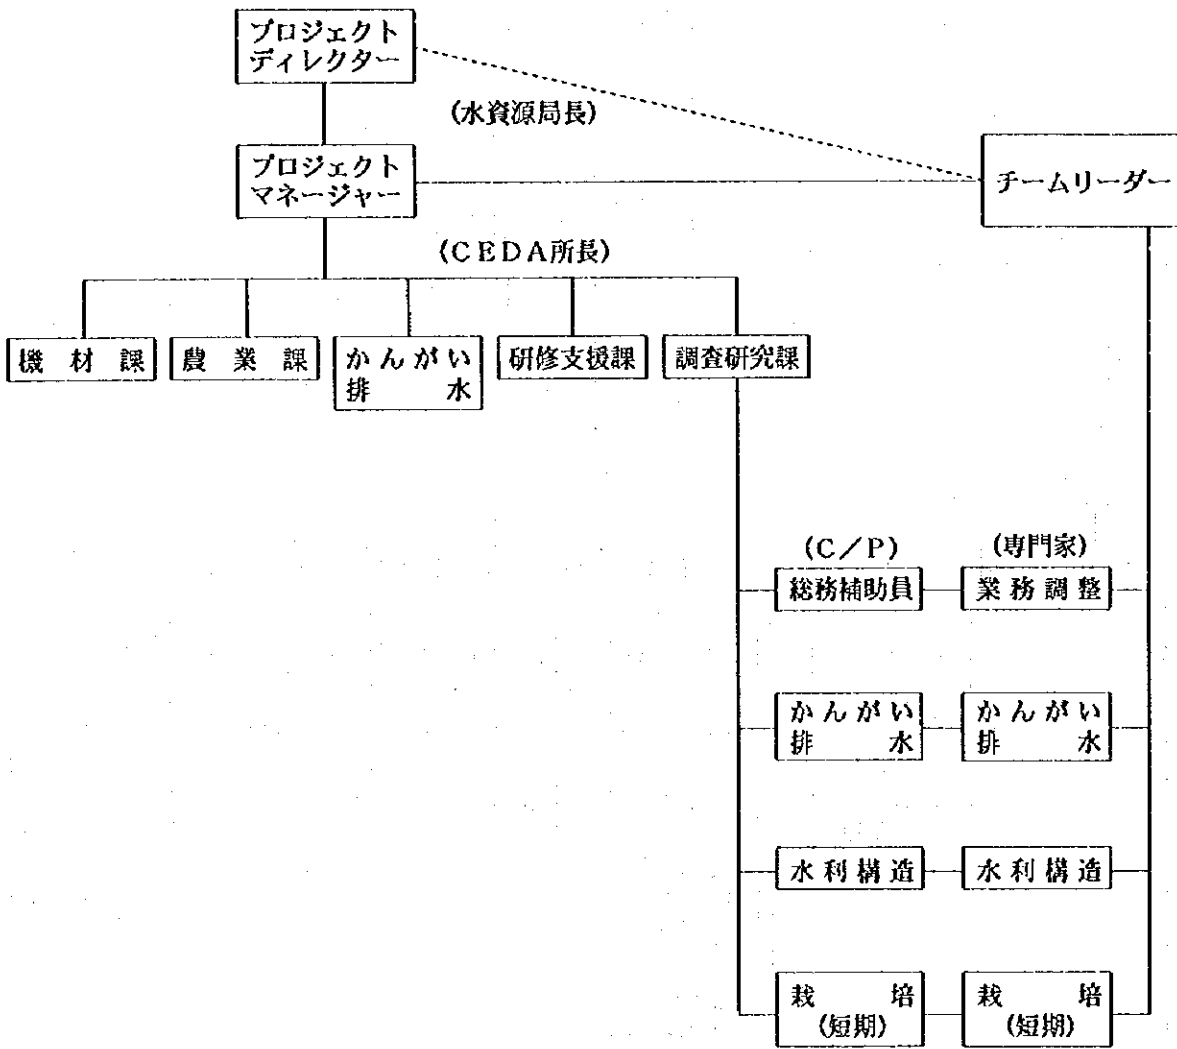 プロジェクト
ディレクター
(水資源局長)
プロジェクト
マネージャー
チームリーダー
(CEDA所長)
機材課
農業課
かんがい
排水
研修支援課
調査研究課
(C/P)
(専門家)
総務補助員
業務調整
かんがい
排水
かんがい
排水
水利構造
水利構造
栽培
(短期)
栽培
(短期)